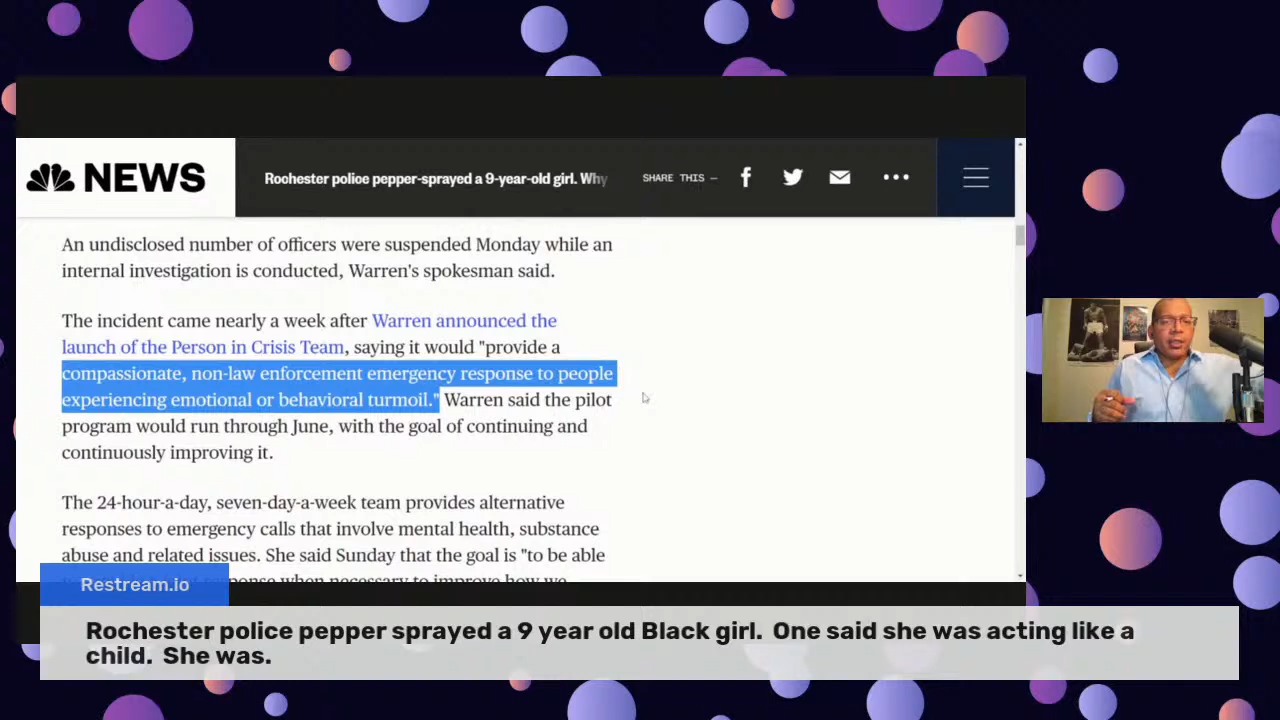 NEWS
Rochester police pepper-sprayed a 9-year-old girl. Why
SHARE THIS —
An undisclosed number of officers were suspended Monday while an
internal investigation is conducted, Warren's spokesman said.
The incident came nearly a week after Warren announced the
launch of the Person in Crisis Team, saying it would "provide a
compassionate, non-law enforcement emergency response to people
experiencing emotional or behavioral turmoil." Warren said the pilot
program would run through June, with the goal of continuing and
continuously improving it.
The 24-hour-a-day, seven-day-a-week team provides alternative
responses to emergency calls that involve mental health, substance
abuse and related issues. She said Sunday that the goal is "to be able
response when necessary to improve how we
Restream.io
Rochester police pepper sprayed a 9 year old Black girl. One said she was acting like a
child. She was.